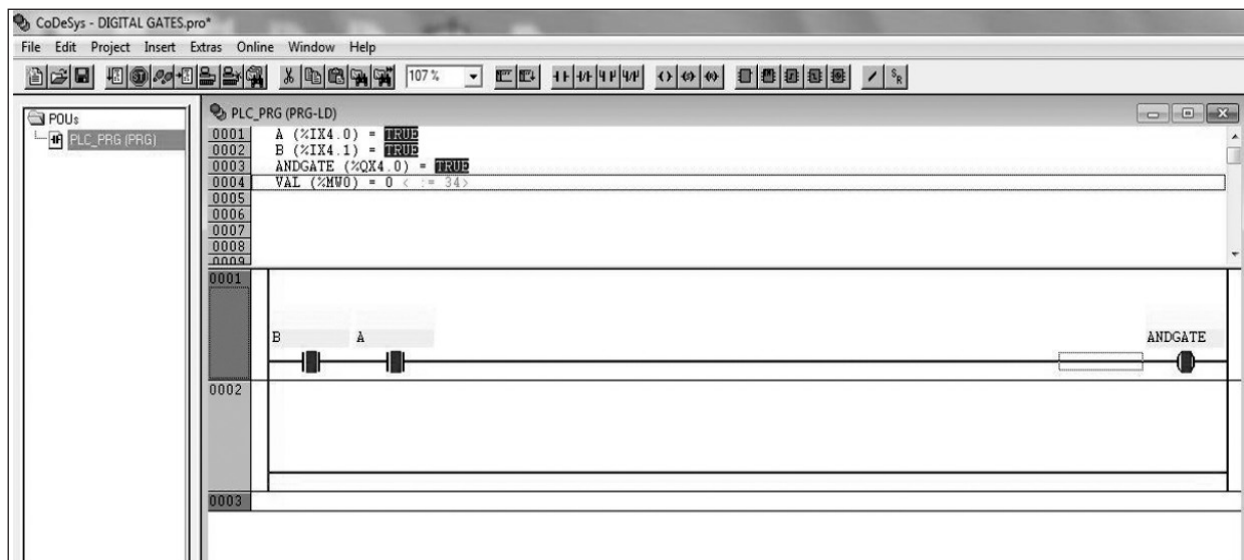 CoDeSys - DIGITAL GATES.pro*
File Edit Project Insert Extras Online Window Help
107 %
POUs
PLC_PRG (PRG)
PLC_PRG (PRG-LD)
0001 A (%IX4.0) = TRUE
0002 B (%IX4.1) = TRUE
0003 ANDGATE (%QX4.0) = TRUE
0004 VAL (%MW0) = 0 < := 34>
0005
0006
0007
0008
0009
0001
B A ANDGATE
0002
0003